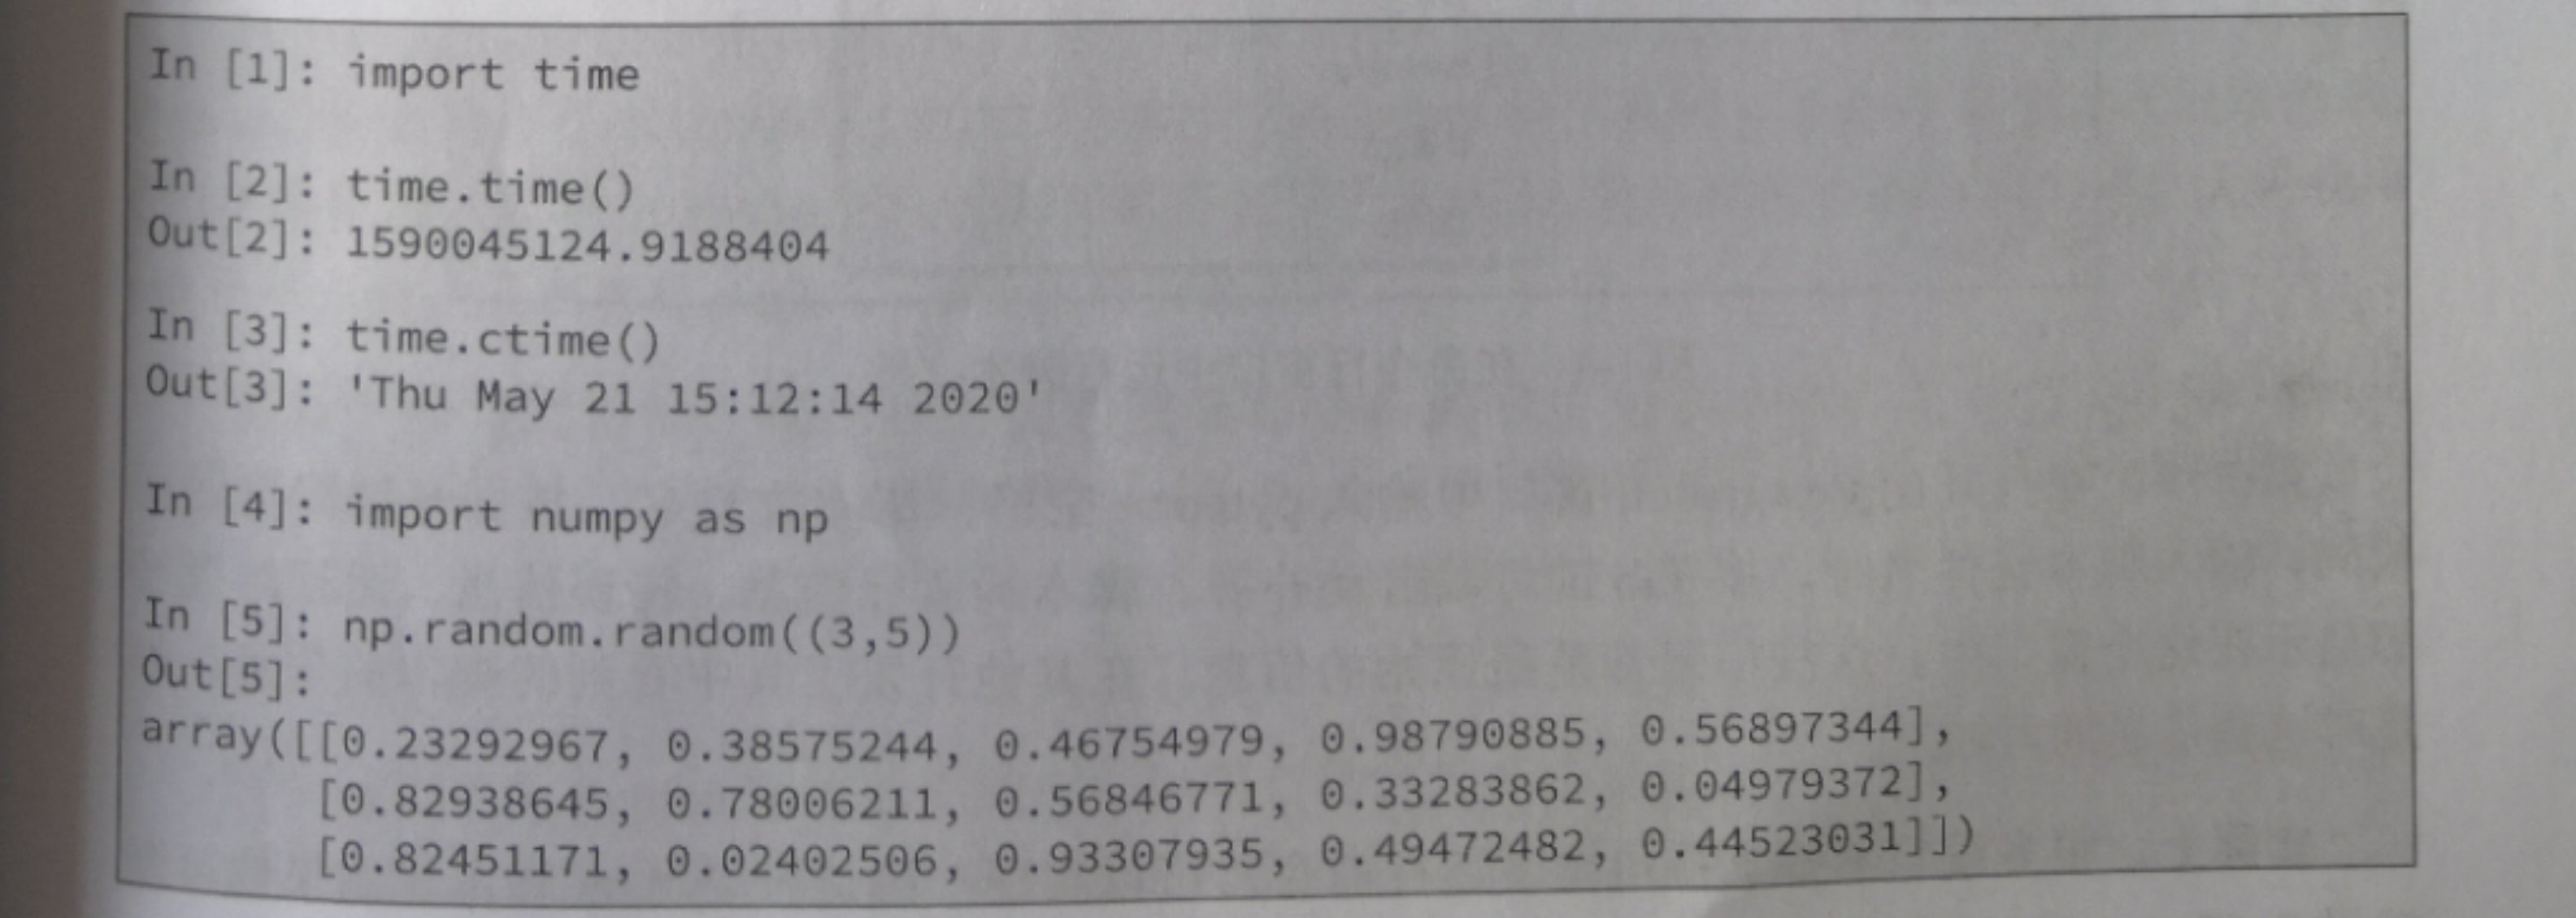 In [1]: import time
In [2]: time.time()
Out[2]: 1590045124.9188404
In [3]: time.ctime()
Out[3]: 'Thu May 21 15:12:14 2020'
In [4]: import numpy as np
In [5]: np.random.random((3,5))
Out[5]:
array([[0.23292967, 0.38575244, 0.46754979, 0.98790885, 0.56897344],
[0.82938645, 0.78006211, 0.56846771, 0.33283862, 0.04979372],
[0.82451171, 0.02402506, 0.93307935, 0.49472482, 0.44523031]])